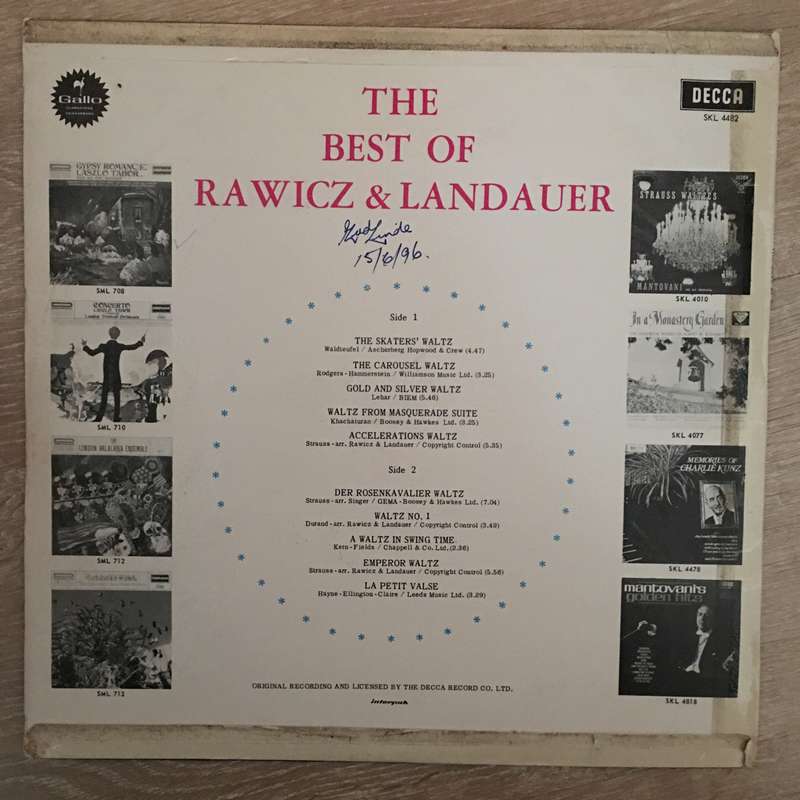 Gallo
DECCA
SKL 4482
THE
BEST OF
RAWICZ & LANDAUER
15/6/96.
GYPSY ROMANCE
LASZLO TABOR
SML 708
CONCERTO
LASZLO TABOR
SML 710
THE
LONDON BALALAIKA ENSEMBLE
SML 712
SML 713
Side 1
THE SKATERS' WALTZ
Waldteufel / Ascherberg Hopwood & Crew (4.47)
THE CAROUSEL WALTZ
Rodgers-Hammerstein / Williamson Music Ltd. (3.25)
GOLD AND SILVER WALTZ
Lehar / BIEM (5.46)
WALTZ FROM MASQUERADE SUITE
Khachaturan / Boosey & Hawkes Ltd. (3.25)
ACCELERATIONS WALTZ
Strauss-arr. Rawicz & Landauer / Copyright Control (5.35)
Side 2
DER ROSENKAVALIER WALTZ
Strauss-arr. Singer / GEMA-Boosey & Hawkes Ltd. (7.04)
WALTZ NO. 1
Durand-arr. Rawicz & Landauer / Copyright Control (3.49)
A WALTZ IN SWING TIME
Kern-Fields / Chappell & Co. Ltd. (2.36)
EMPEROR WALTZ
Strauss-arr. Rawicz & Landauer / Copyright Control (5.56)
LA PETIT VALSE
Heyne-Ellington-Claire / Leeds Music Ltd. (3.29)
STRAUSS WALTZES
MANTOVANI
SKL 4010
In a Monastery Garden
SKL 4077
MEMORIES OF
CHARLIE KUNZ
SKL 4478
mantovani's
golden hits
SKL 4818
ORIGINAL RECORDING AND LICENSED BY THE DECCA RECORD CO. LTD.
interpak